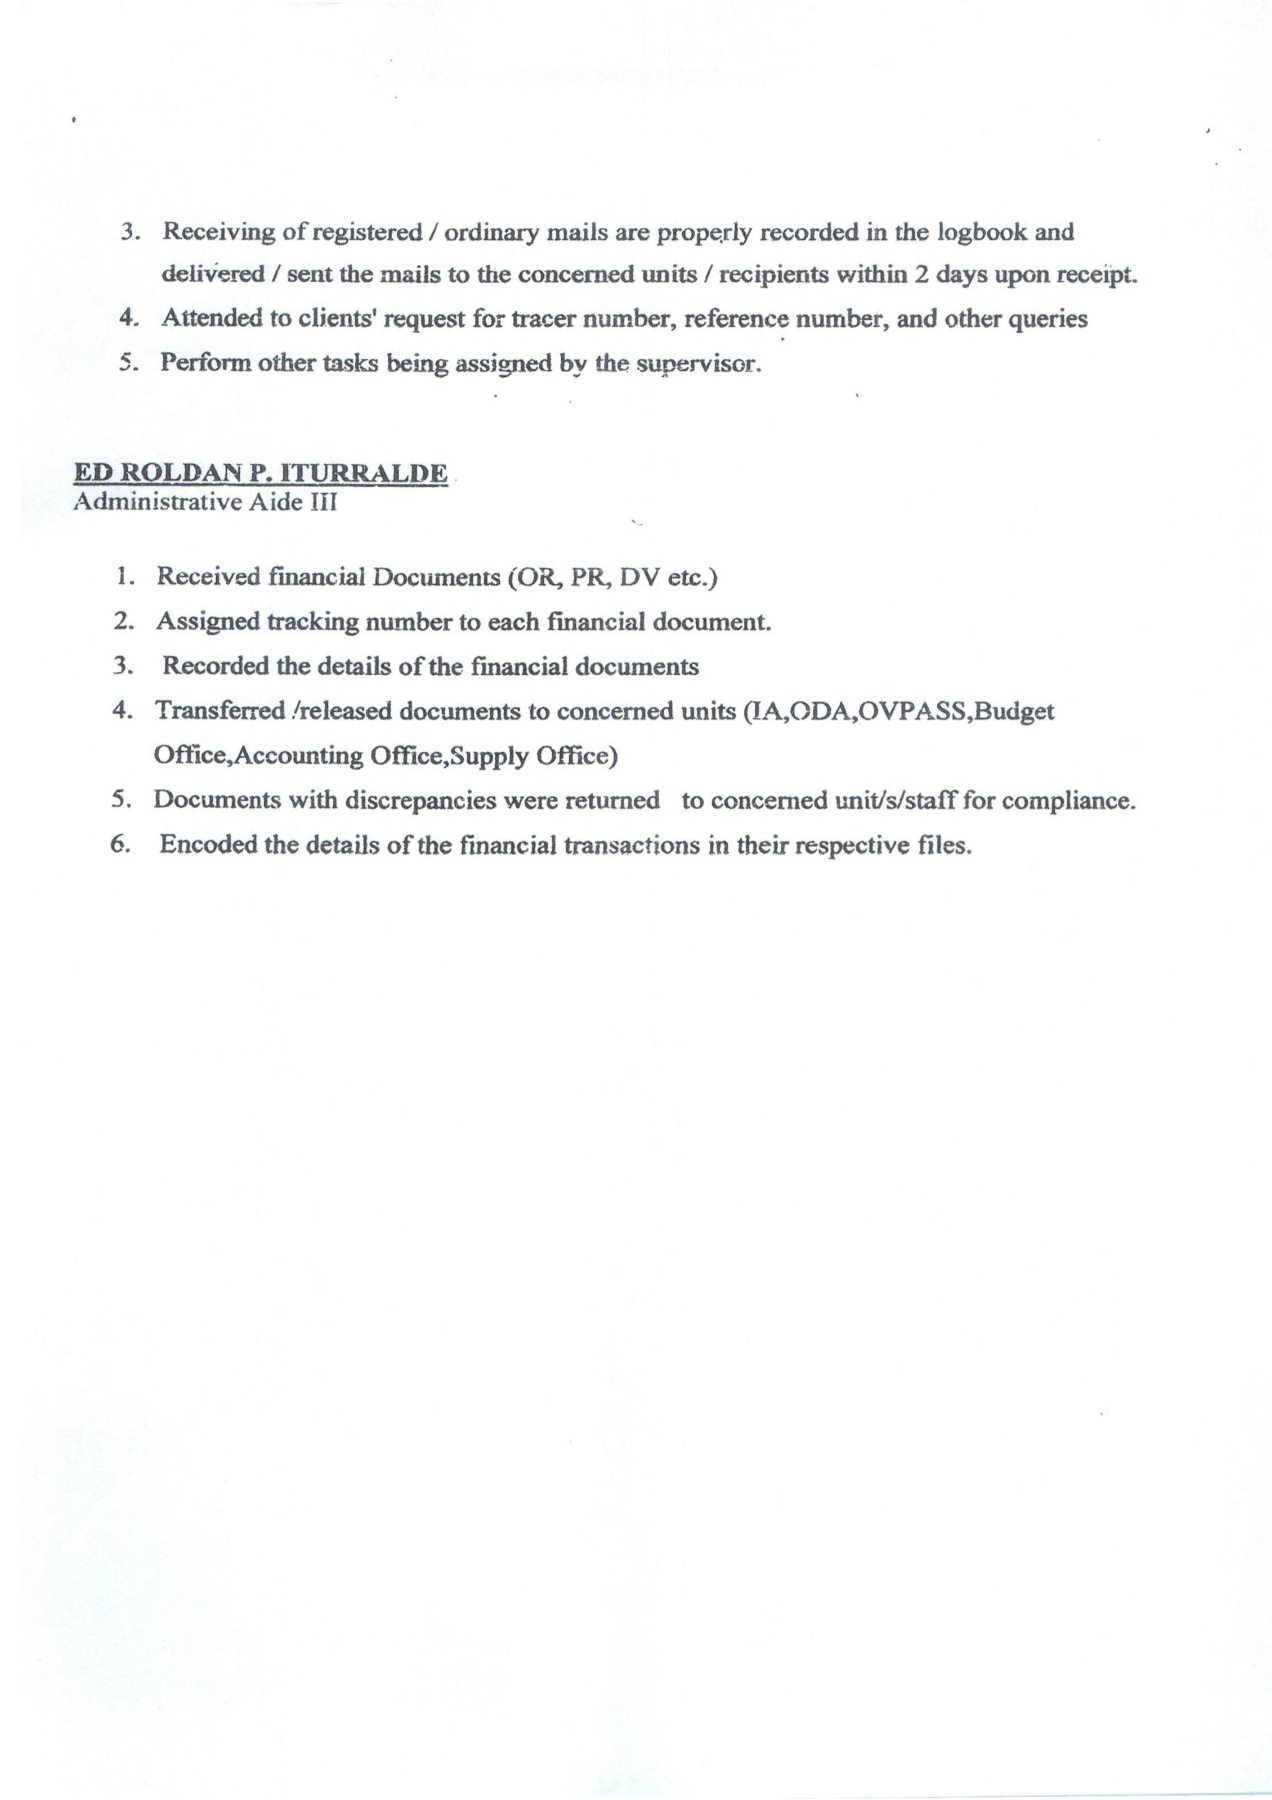 3. Receiving of registered / ordinary mails are properly recorded in the logbook and
delivered / sent the mails to the concerned units / recipients within 2 days upon receipt.
4. Attended to clients' request for tracer number, reference number, and other queries
5. Perform other tasks being assigned by the supervisor.
ED ROLDAN P. ITURRALDE
Administrative Aide III
1. Received financial Documents (OR, PR, DV etc.)
2. Assigned tracking number to each financial document.
3. Recorded the details of the financial documents
4. Transferred /released documents to concerned units (IA,ODA,OVPASS,Budget
Office,Accounting Office,Supply Office)
5. Documents with discrepancies were returned to concerned unit/s/staff for compliance.
6. Encoded the details of the financial transactions in their respective files.